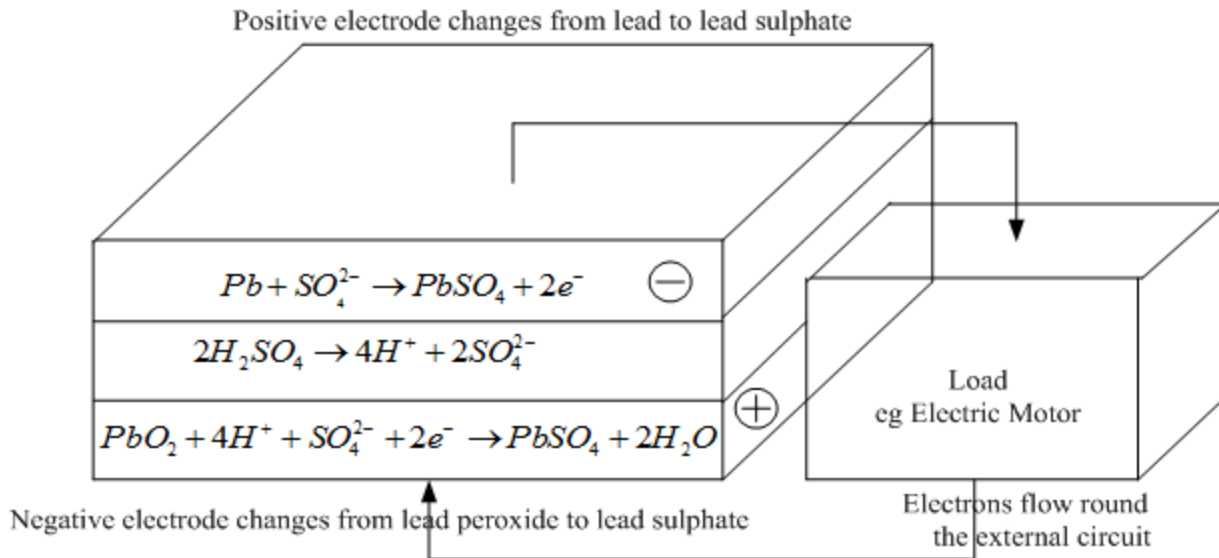 Positive electrode changes from lead to lead sulphate
Pb + SO₄²⁻ → PbSO₄ + 2e⁻ ⊖
2H₂SO₄ → 4H⁺ + 2SO₄²⁻
PbO₂ + 4H⁺ + SO₄²⁻ + 2e⁻ → PbSO₄ + 2H₂O ⊕
Load
eg Electric Motor
Negative electrode changes from lead peroxide to lead sulphate
Electrons flow round
the external circuit